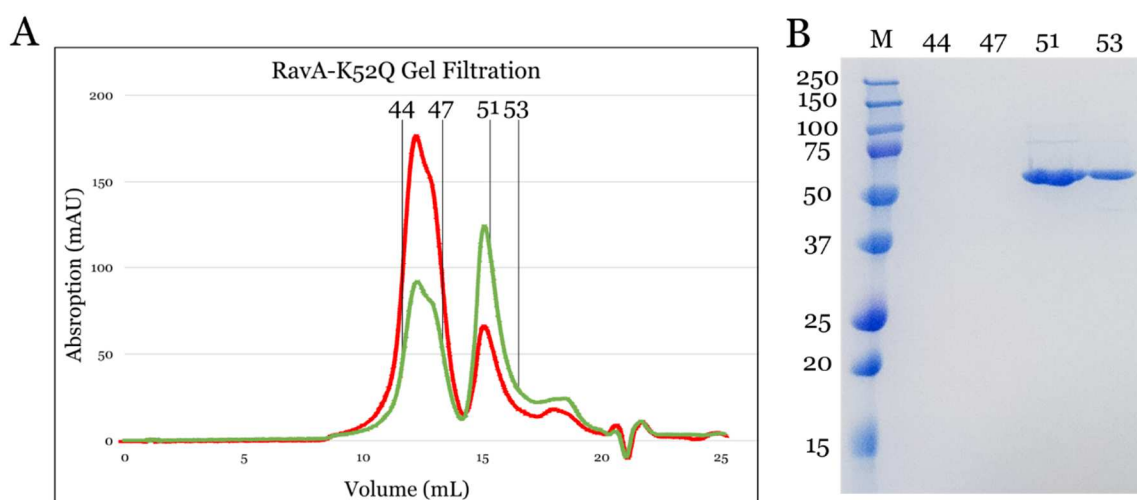 A
RavA-K52Q Gel Filtration
200
150
100
50
0
44 47 51 53
0 5 10 15 20 25
Absroption (mAU)
Volume (mL)
B
M 44 47 51 53
250
150
100
75
50
37
25
20
15